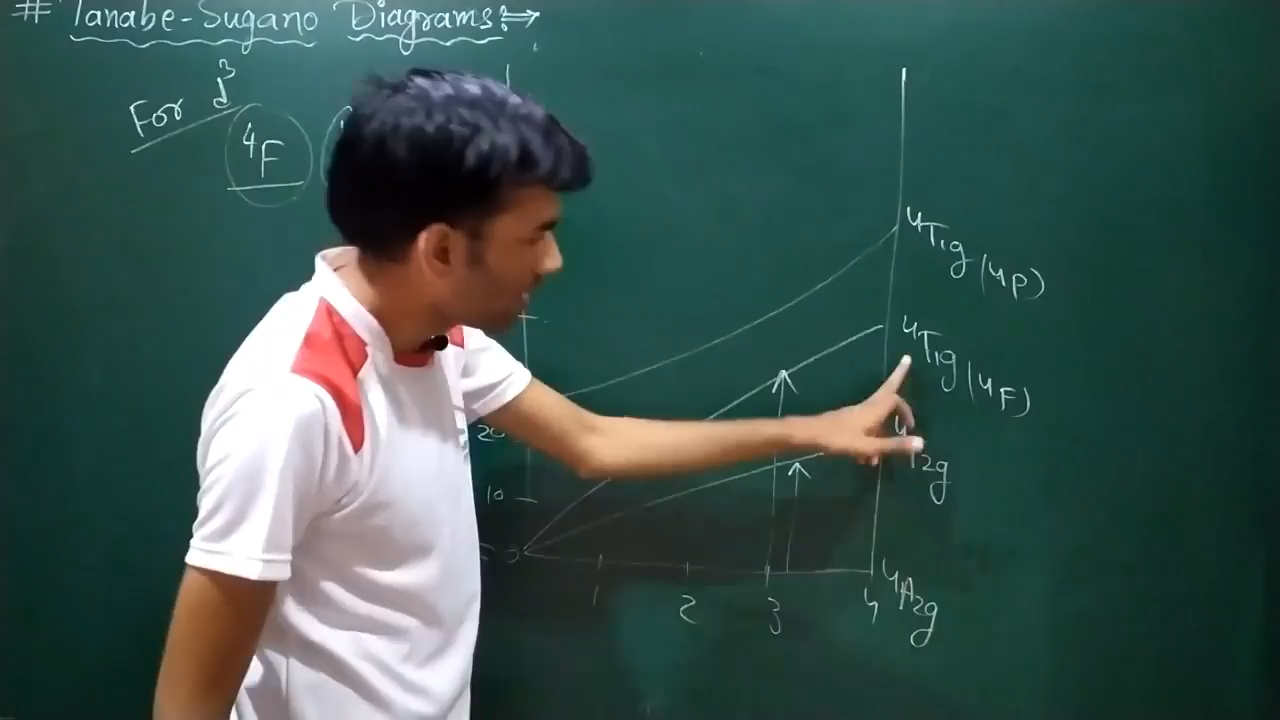 # Tanabe-Sugano Diagrams:⇒
For d³
⁴F
⁴T₁g (⁴P)
⁴T₁g (⁴F)
⁴T₂g
20
10
0
⁴A₂g
1 2 3 4